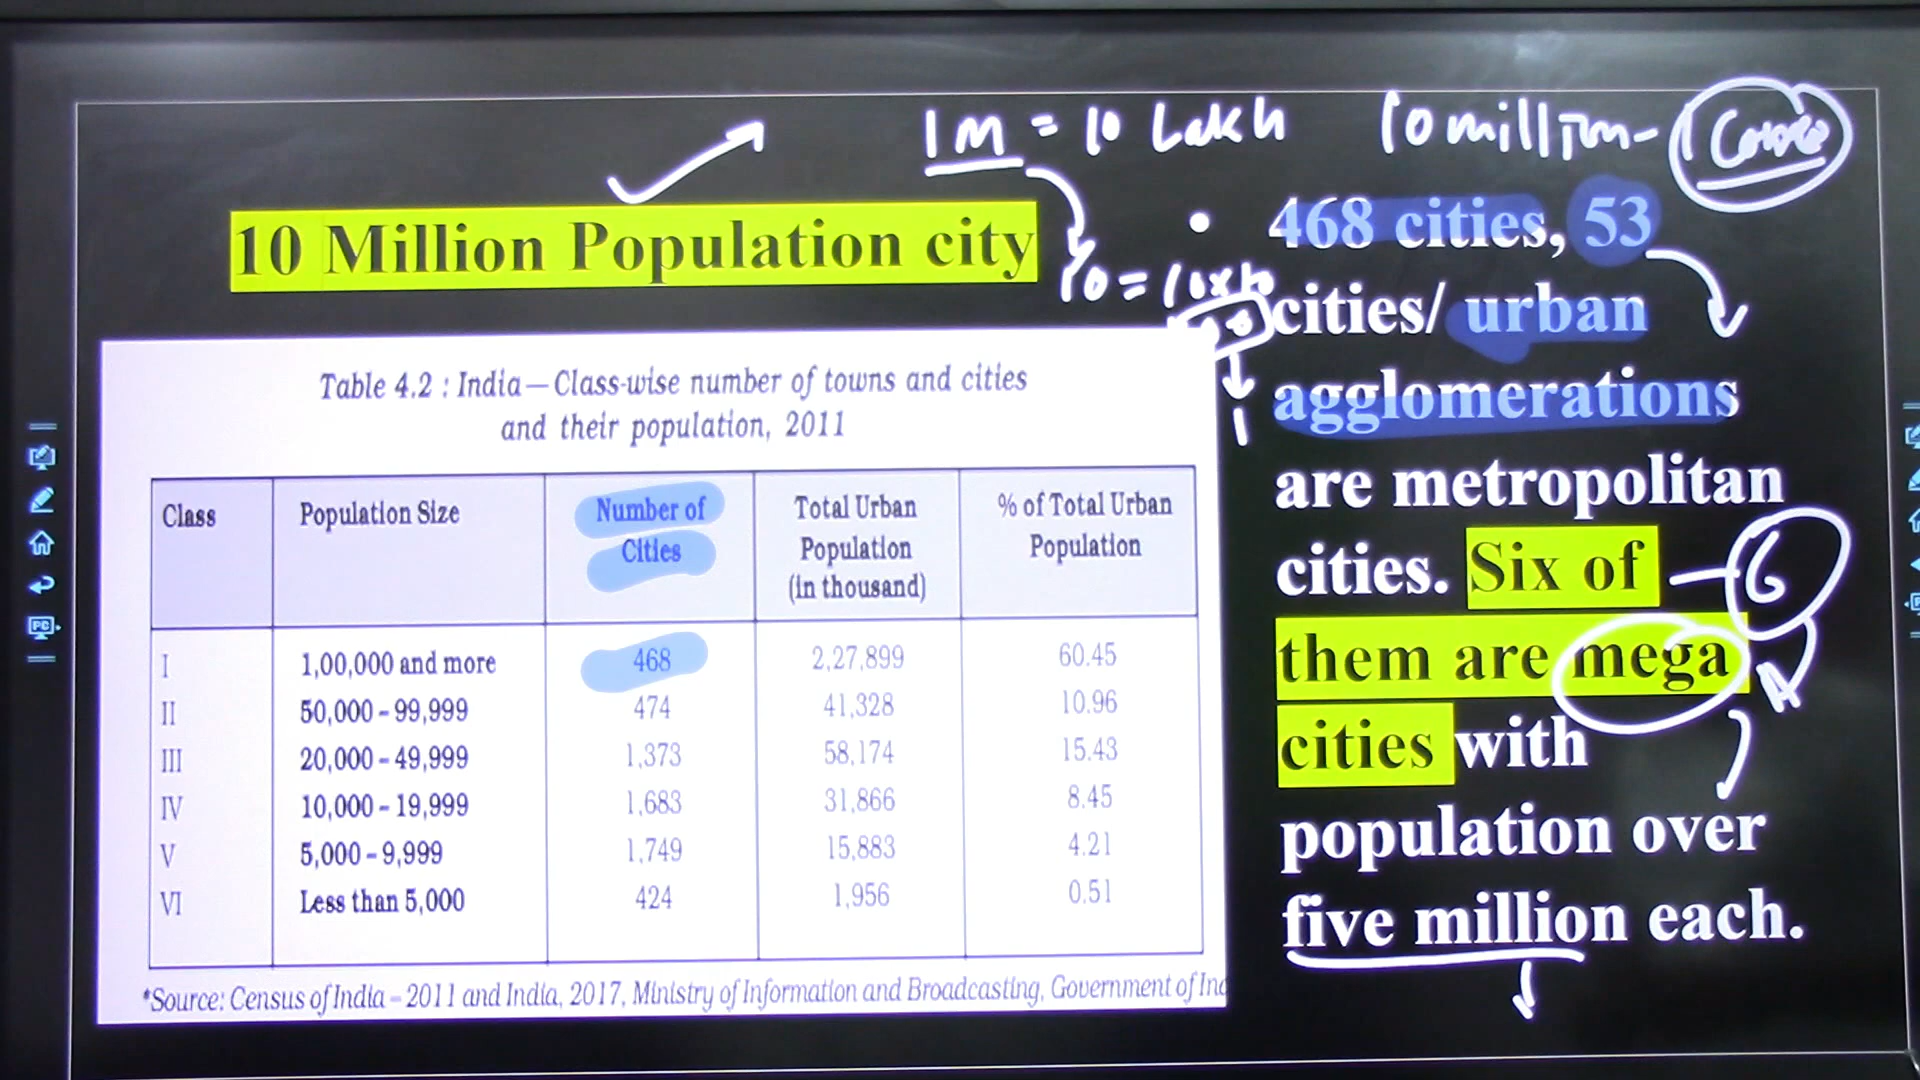 1M = 10 Lakh
10 million - 1 Crore
10 Million Population city
• 468 cities, 53
cities/ urban
agglomerations
are metropolitan
cities. Six of
them are mega
cities with
population over
five million each.
6
1
Table 4.2 : India—Class-wise number of towns and cities
and their population, 2011
Class Population Size Number of Cities Total Urban Population (in thousand) % of Total Urban Population
I 1,00,000 and more 468 2,27,899 60.45
II 50,000 - 99,999 474 41,328 10.96
III 20,000 - 49,999 1,373 58,174 15.43
IV 10,000 - 19,999 1,683 31,866 8.45
V 5,000 - 9,999 1,749 15,883 4.21
VI Less than 5,000 424 1,956 0.51
*Source: Census of India - 2011 and India, 2017, Ministry of Information and Broadcasting, Government of Ind
PC